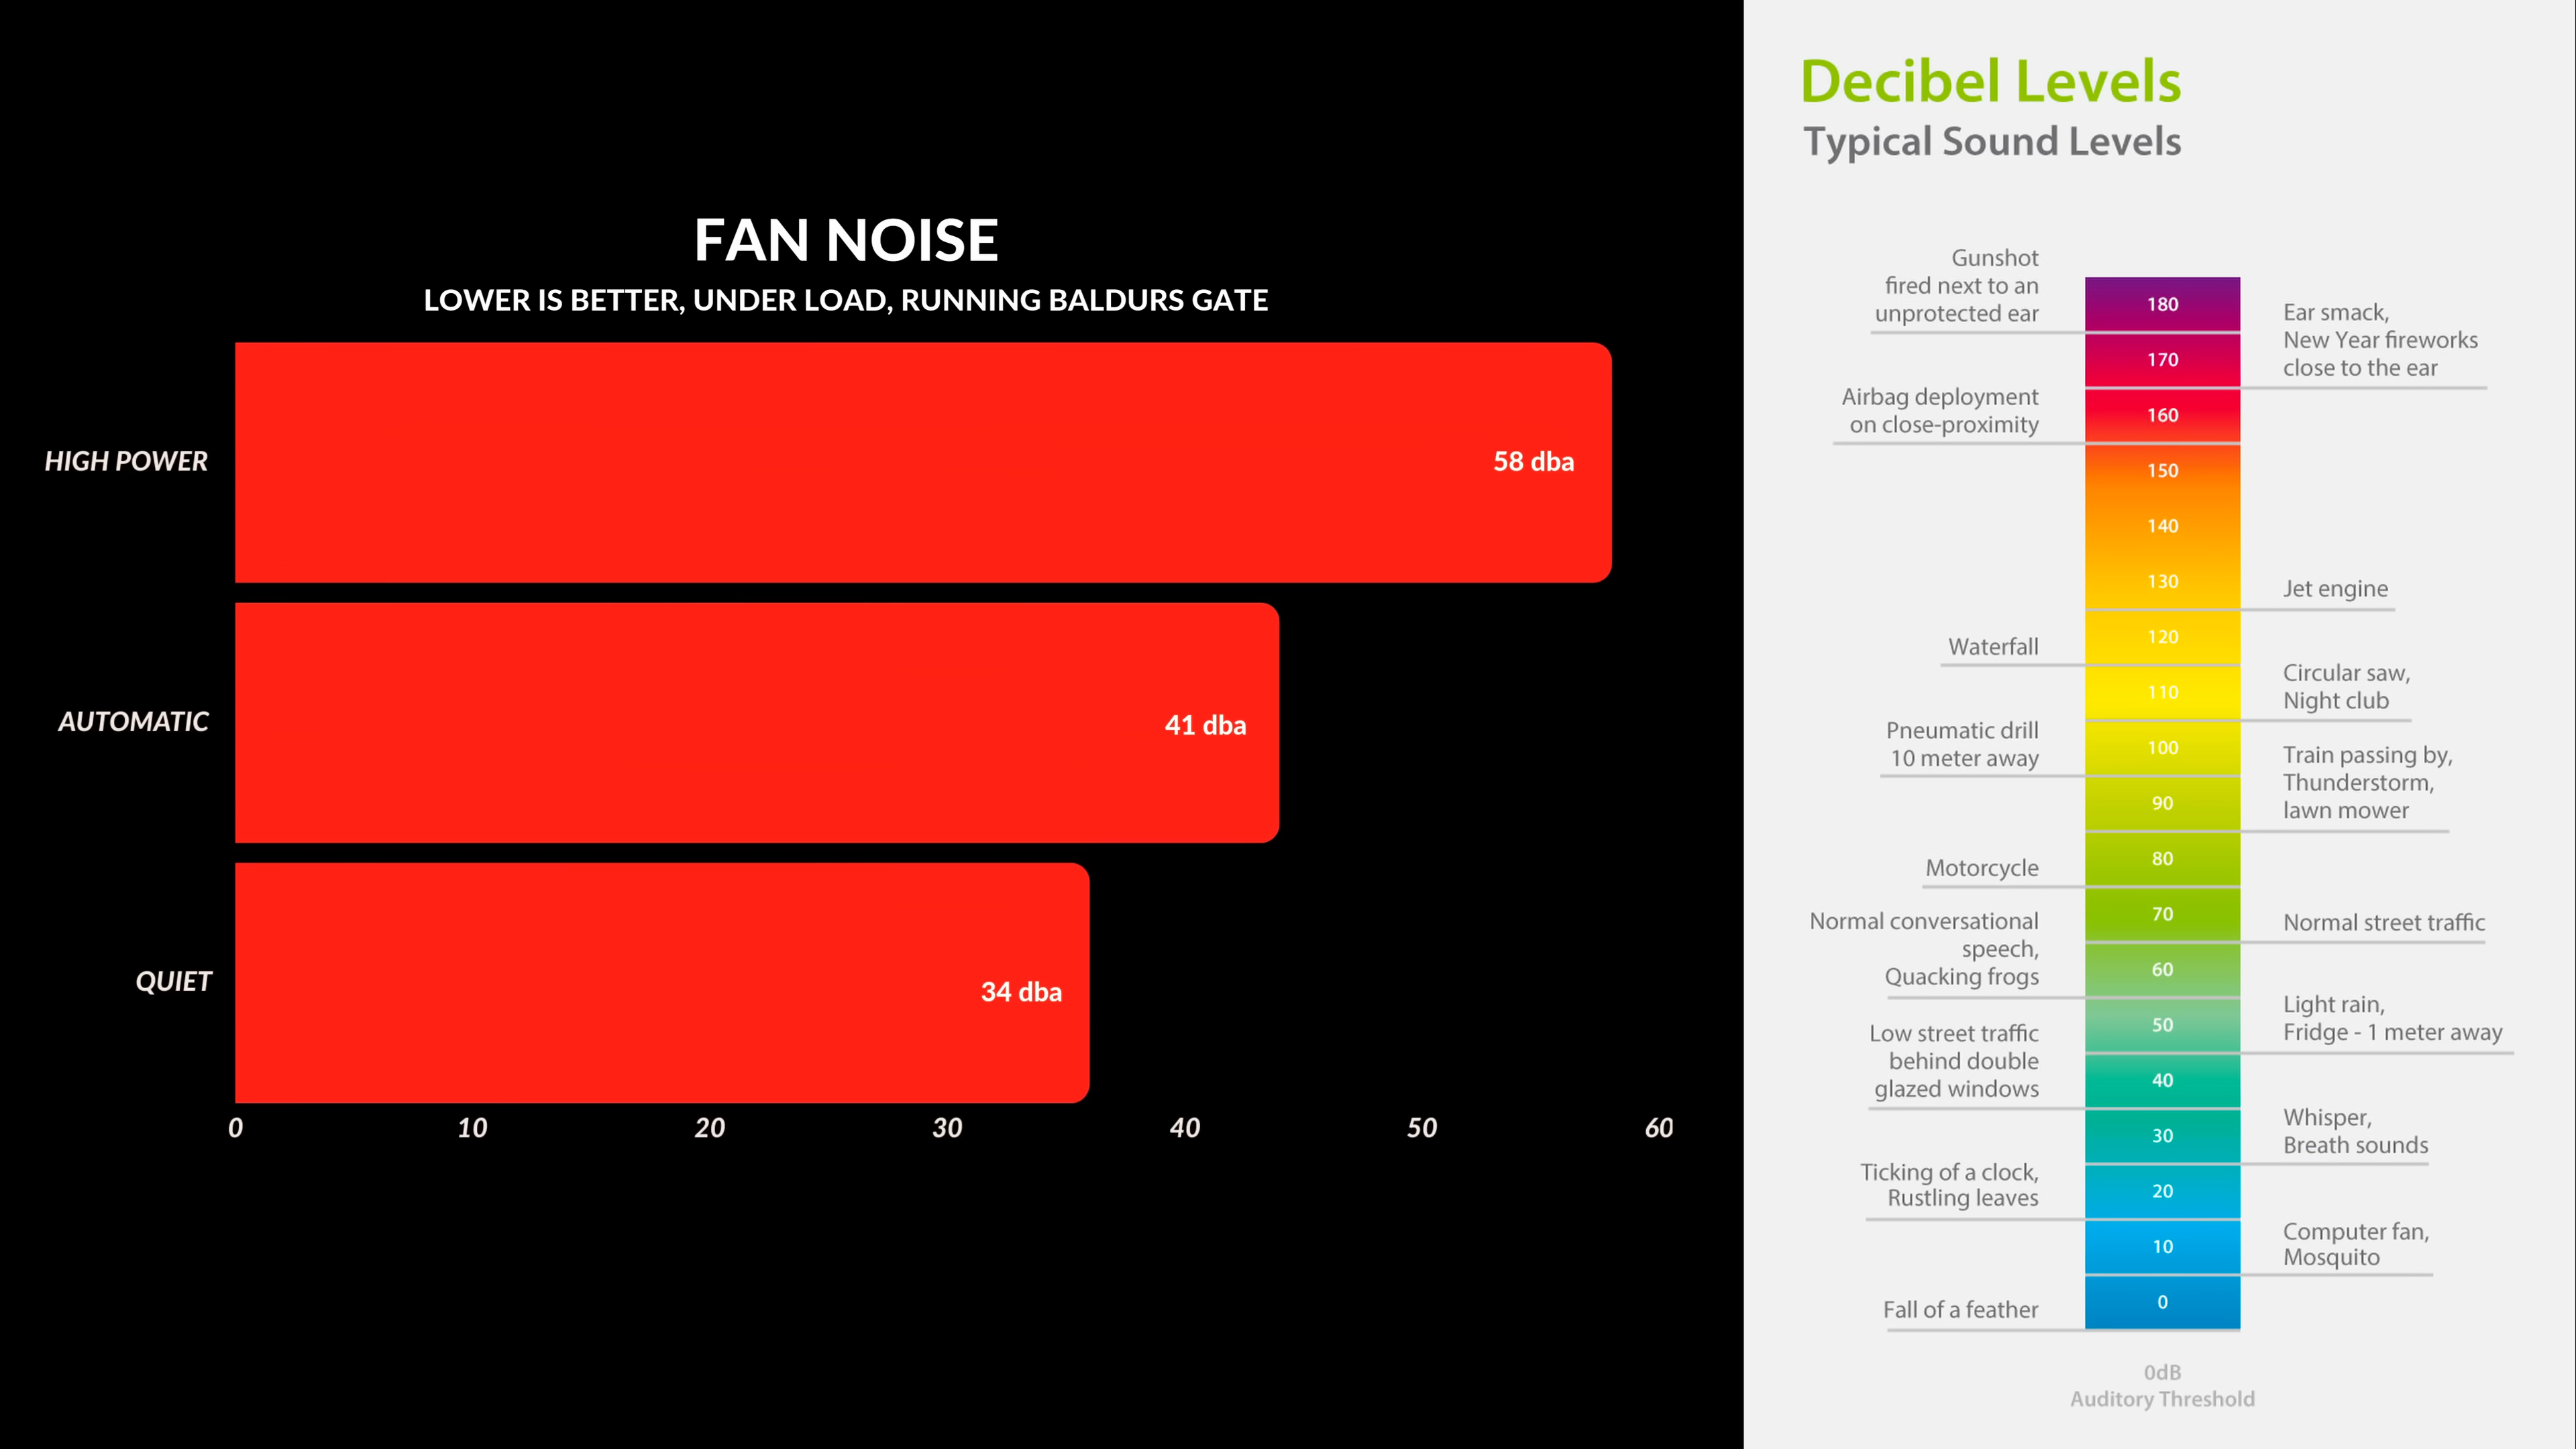 FAN NOISE
LOWER IS BETTER, UNDER LOAD, RUNNING BALDURS GATE
HIGH POWER
58 dba
AUTOMATIC
41 dba
QUIET
34 dba
0
10
20
30
40
50
60
Decibel Levels
Typical Sound Levels
Gunshot
fired next to an
unprotected ear
180
Ear smack,
New Year fireworks
close to the ear
170
Airbag deployment
on close-proximity
160
150
140
130
Jet engine
120
Waterfall
Circular saw,
Night club
110
Pneumatic drill
10 meter away
100
Train passing by,
Thunderstorm,
lawn mower
90
80
Motorcycle
Normal conversational
speech,
Quacking frogs
70
Normal street traffic
60
Light rain,
Fridge - 1 meter away
50
Low street traffic
behind double
glazed windows
40
Whisper,
Breath sounds
30
Ticking of a clock,
Rustling leaves
20
Computer fan,
Mosquito
10
Fall of a feather
0
0dB
Auditory Threshold